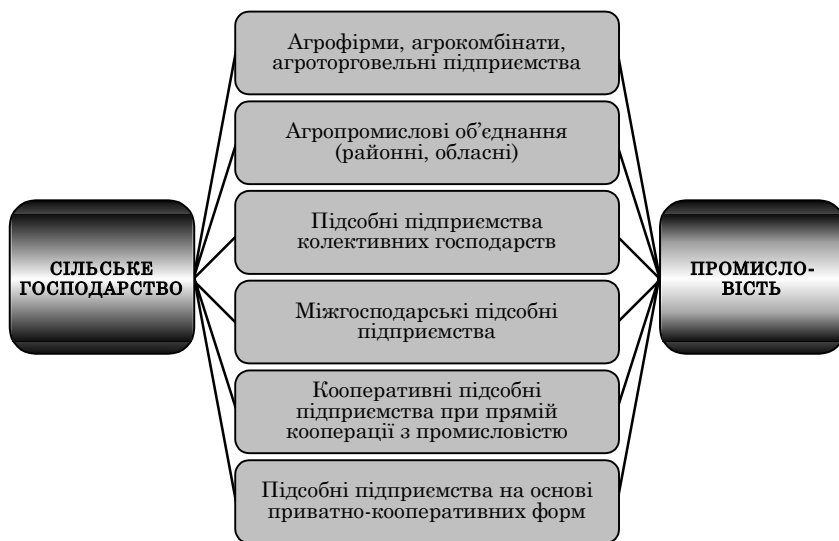 Агрофірми, агрокомбінати,
агроторговельні підприємства
Агропромислові об’єднання
(районні, обласні)
Підсобні підприємства
колективних господарств
СІЛЬСЬКЕ
ГОСПОДАРСТВО
ПРОМИСЛО-
ВІСТЬ
Міжгосподарські підсобні
підприємства
Кооперативні підсобні
підприємства при прямій
кооперації з промисловістю
Підсобні підприємства на основі
приватно-кооперативних форм